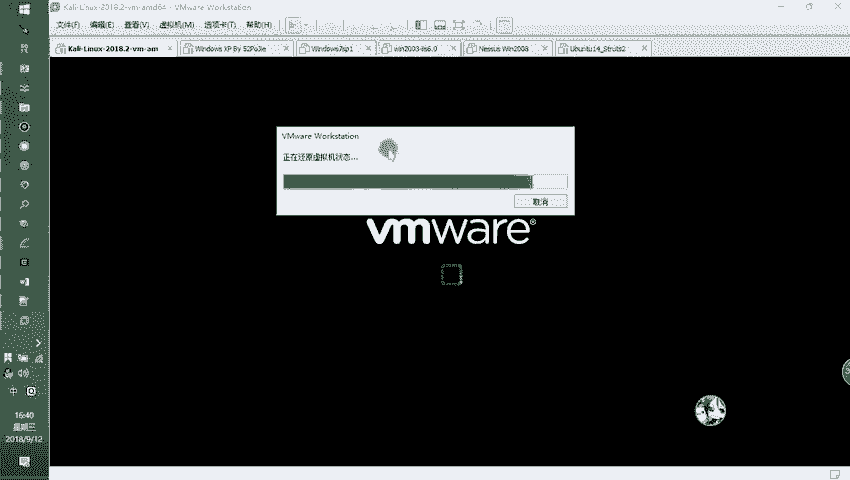 Kali-Linux-2018.2-vm-amd64 - VMware Workstation
文件(F) 编辑(E) 查看(V) 虚拟机(M) 选项卡(T) 帮助(H)
Kali-Linux-2018.2-vm-am
Windows XP By 52PoJie
Windows7sp1
win2003-iis6.0
Nessus Win2008
Ubuntu14_Struts2
VMware Workstation
正在还原虚拟机状态...
取消
vmware®
中
16:40
星期三
2018/9/12